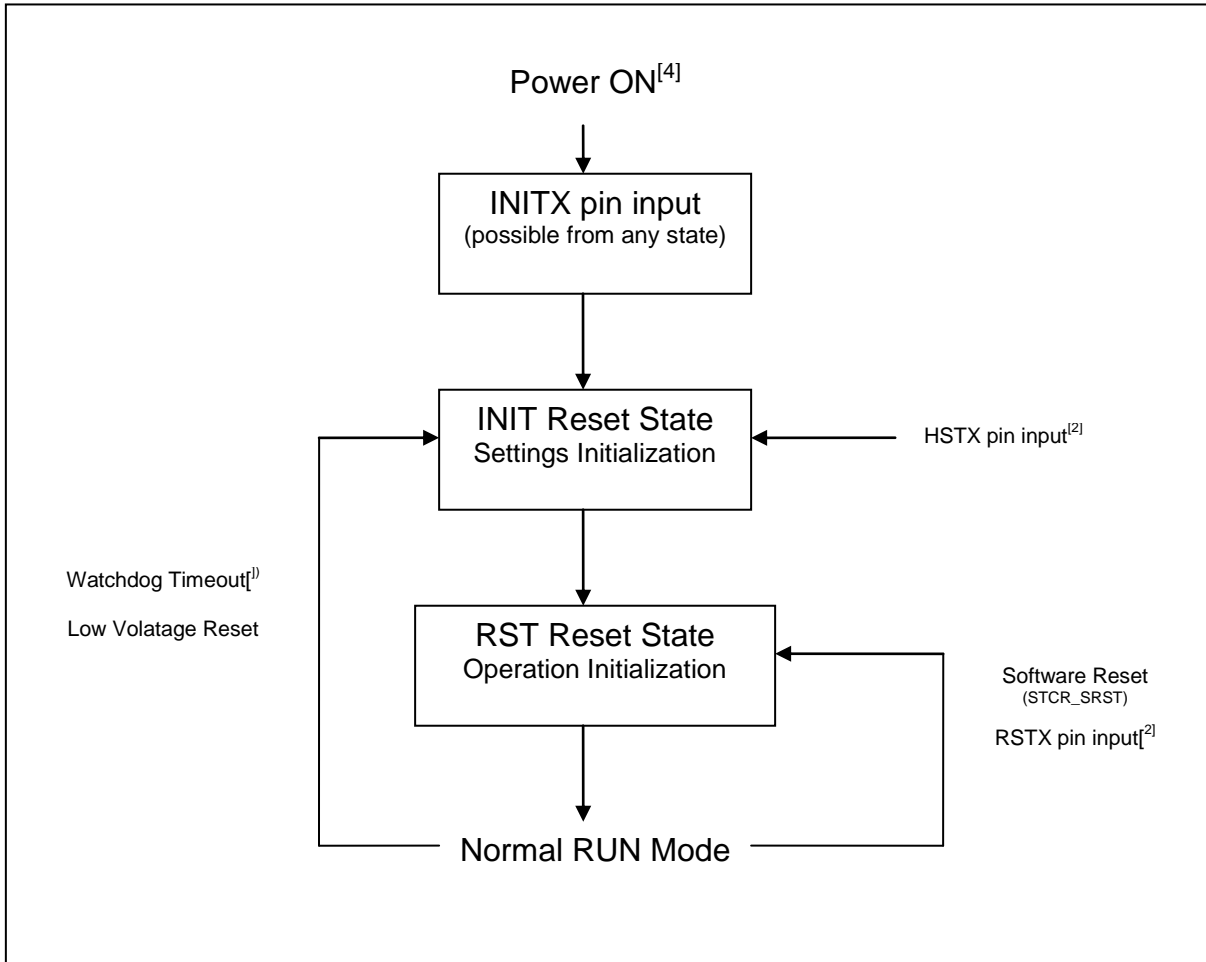 Power ON[4]
INITX pin input
(possible from any state)
INIT Reset State
Settings Initialization
HSTX pin input[2]
Watchdog Timeout[])
Low Volatage Reset
RST Reset State
Operation Initialization
Software Reset
(STCR_SRST)
RSTX pin input[2]
Normal RUN Mode